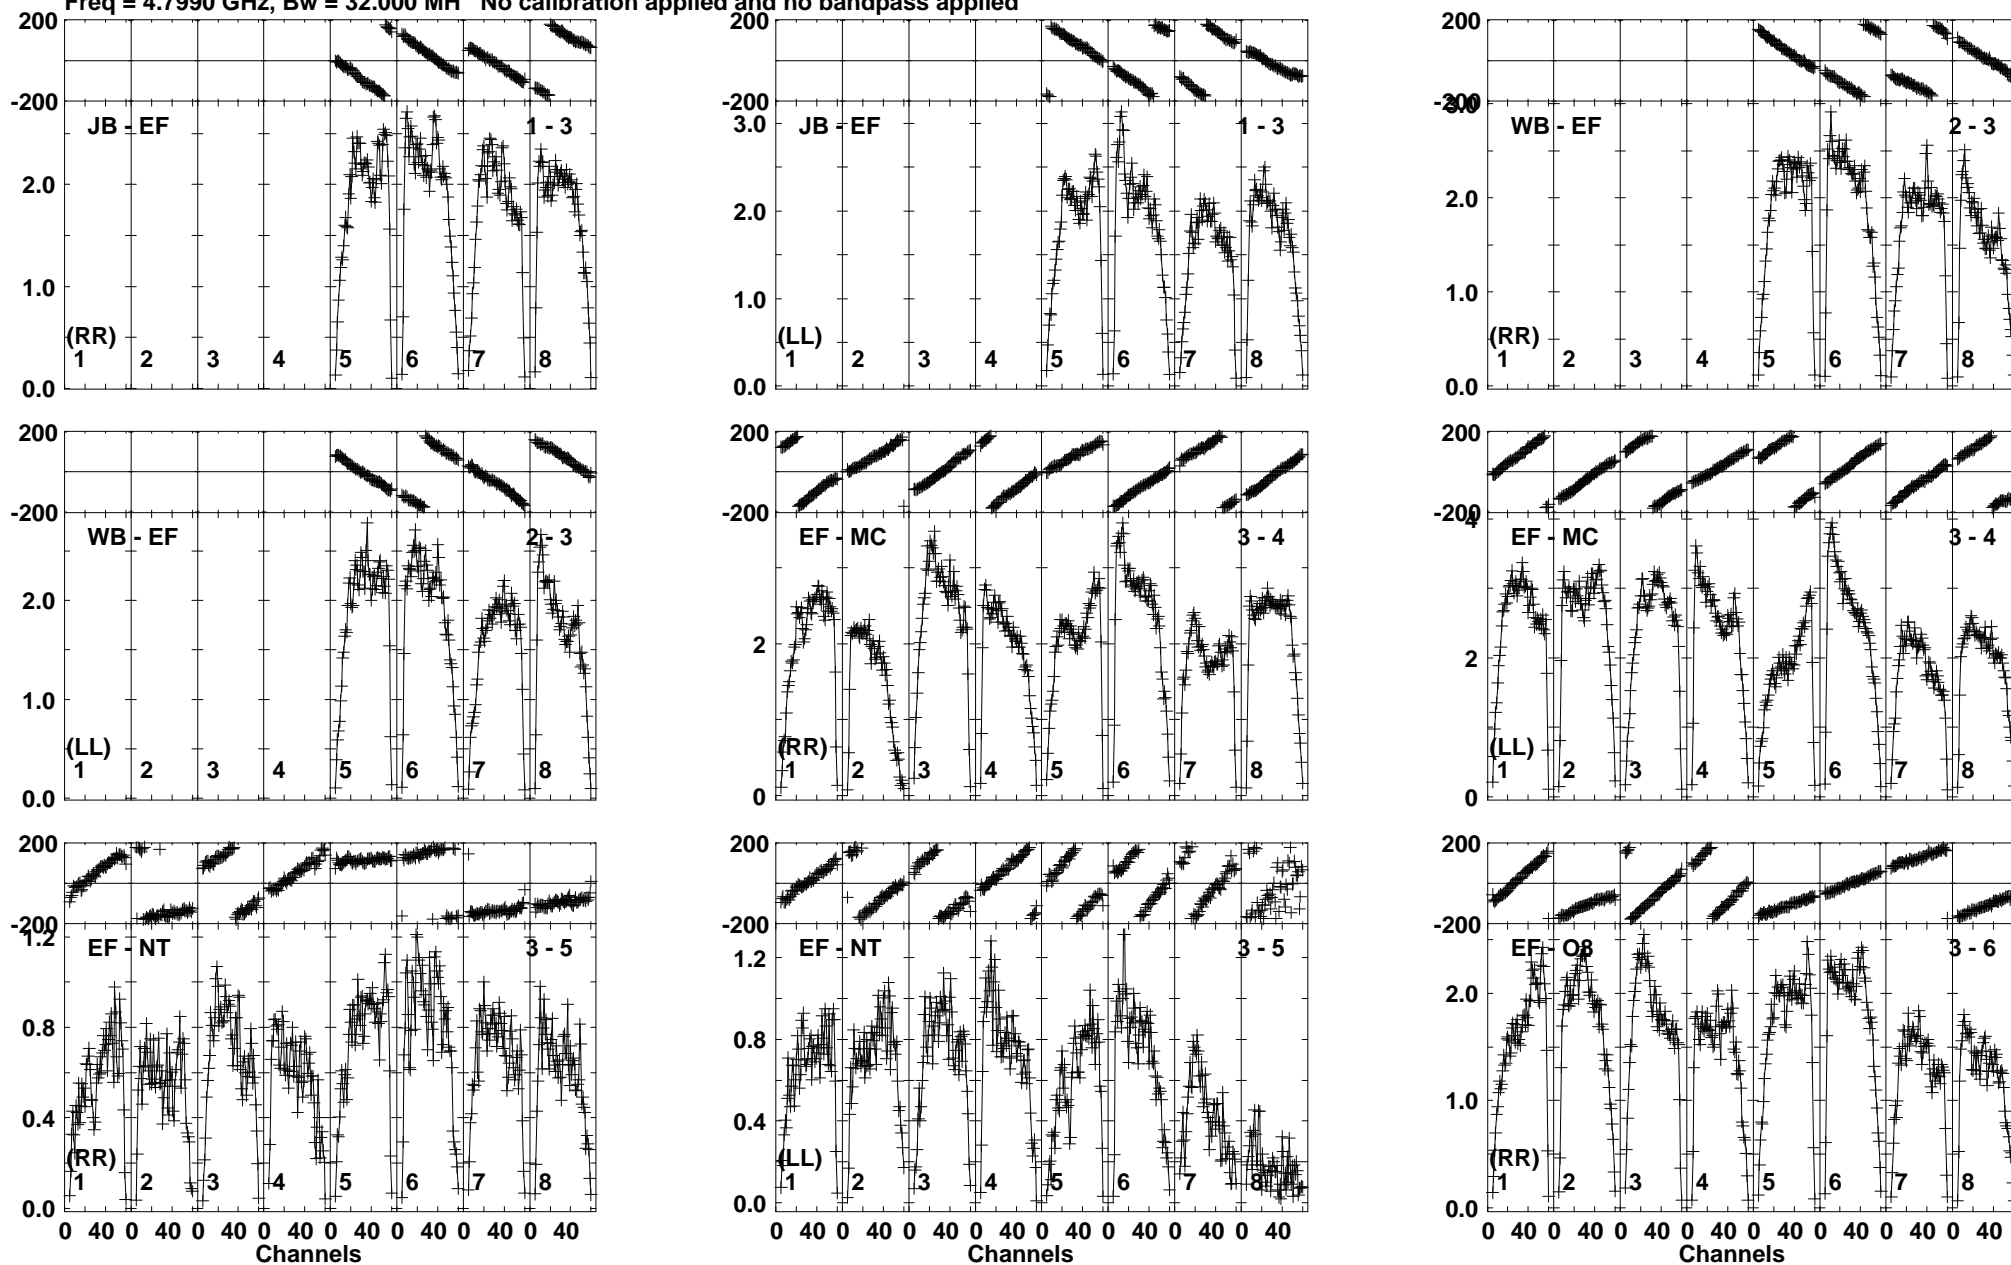 Freq = 4.7990 GHz, Bw = 32.000 MH No calibration applied and no bandpass applied
200 200 200
-200 -200 -200
JB - EF 1 - 3 JB - EF 1 - 3 WB - EF 2 - 3
3.0 3.0
2.0 2.0 2.0
1.0 1.0 1.0
(RR) (LL) (RR)
1 2 3 4 5 6 7 8 1 2 3 4 5 6 7 8 1 2 3 4 5 6 7 8
0.0 0.0 0.0
200 200 200
-200 -200 -200
4
WB - EF 2 - 3 EF - MC 3 - 4 EF - MC 3 - 4
2.0 2 2
1.0
(LL) (RR) (LL)
1 2 3 4 5 6 7 8 1 2 3 4 5 6 7 8 1 2 3 4 5 6 7 8
0.0 0 0
200 200 200
-200 -200 -200
1.2
EF - NT 3 - 5 EF - NT 3 - 5 EF - O8 3 - 6
1.2
0.8 0.8 2.0
0.4 0.4 1.0
(RR) (LL) (RR)
1 2 3 4 5 6 7 8 1 2 3 4 5 6 7 8 1 2 3 4 5 6 7 8
0.0 0.0 0.0
0 40 0 40 0 40 0 40 0 40 0 40 0 40 0 40 0 40 0 40 0 40 0 40 0 40 0 40 0 40 0 40 0 40 0 40 0 40 0 40 0 40 0 40 0 40 0 40
Channels Channels Channels